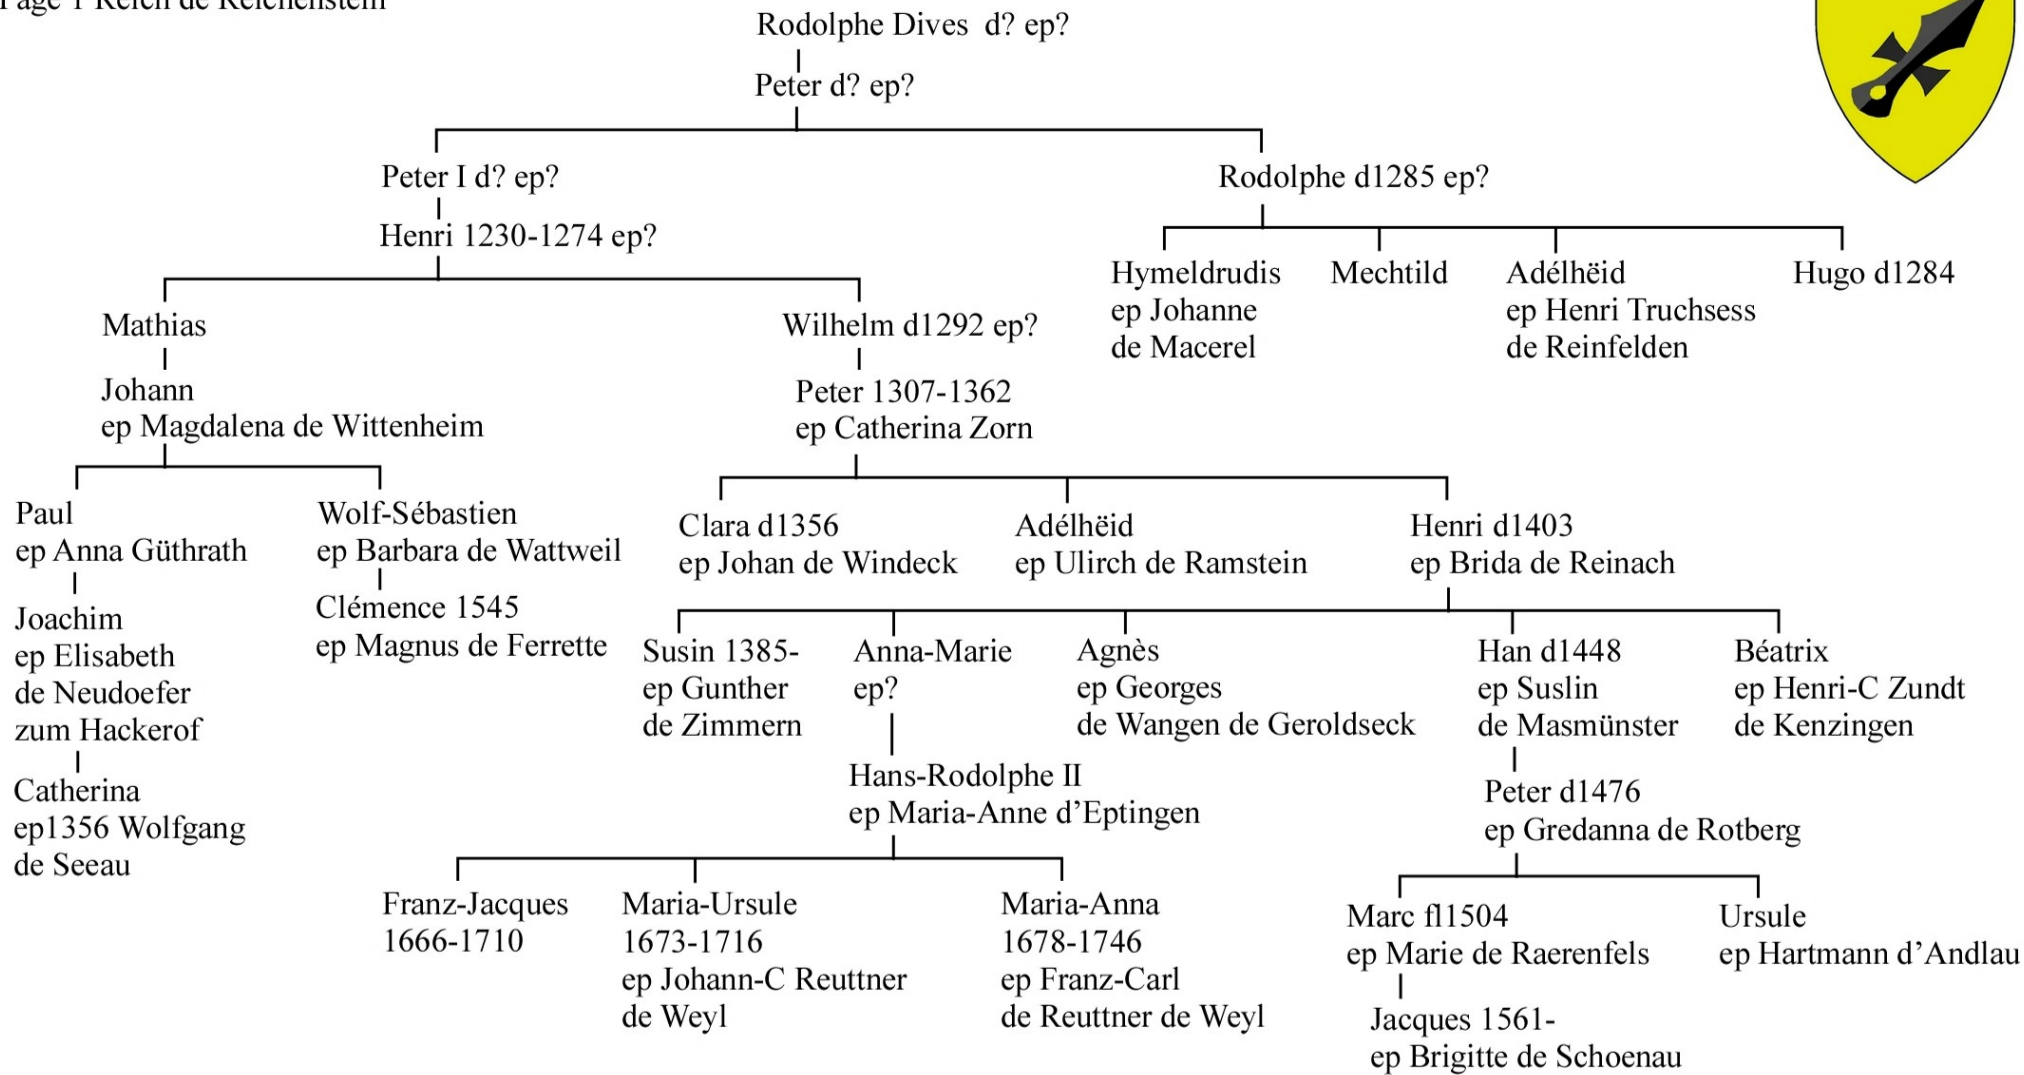 Page 1 Reich de Reichenstein
Rodolphe Dives d? ep?
Peter d? ep?
Peter I d? ep?
Rodolphe d1285 ep?
Henri 1230-1274 ep?
Hymeldrudis
ep Johanne
de Macerel
Mechtild
Adélhëid
ep Henri Truchsess
de Reinfelden
Hugo d1284
Mathias
Wilhelm d1292 ep?
Johann
ep Magdalena de Wittenheim
Peter 1307-1362
ep Catherina Zorn
Paul
ep Anna Güthrath
Wolf-Sébastien
ep Barbara de Wattweil
Clara d1356
ep Johan de Windeck
Adélhëid
ep Ulirch de Ramstein
Henri d1403
ep Brida de Reinach
Joachim
ep Elisabeth
de Neudoefer
zum Hackerof
Clémence 1545
ep Magnus de Ferrette
Susin 1385-
ep Gunther
de Zimmern
Anna-Marie
ep?
Agnès
ep Georges
de Wangen de Geroldseck
Han d1448
ep Suslin
de Masmünster
Béatrix
ep Henri-C Zundt
de Kenzingen
Catherina
ep1356 Wolfgang
de Seeau
Hans-Rodolphe II
ep Maria-Anne d'Eptingen
Peter d1476
ep Gredanna de Rotberg
Franz-Jacques
1666-1710
Maria-Ursule
1673-1716
ep Johann-C Reuttner
de Weyl
Maria-Anna
1678-1746
ep Franz-Carl
de Reuttner de Weyl
Marc fl1504
ep Marie de Raerenfels
Ursule
ep Hartmann d'Andlau
Jacques 1561-
ep Brigitte de Schoenau